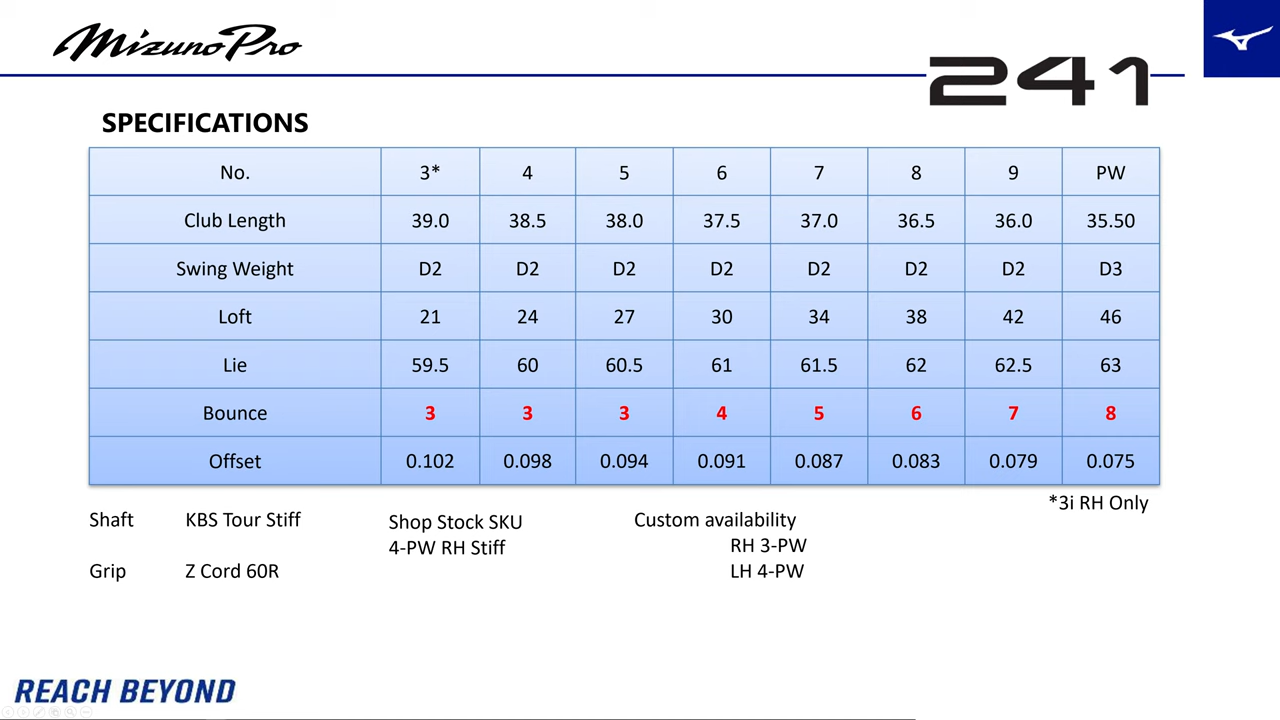 Mizuno Pro
241
SPECIFICATIONS
No. 3* 4 5 6 7 8 9 PW
Club Length 39.0 38.5 38.0 37.5 37.0 36.5 36.0 35.50
Swing Weight D2 D2 D2 D2 D2 D2 D2 D3
Loft 21 24 27 30 34 38 42 46
Lie 59.5 60 60.5 61 61.5 62 62.5 63
Bounce 3 3 3 4 5 6 7 8
Offset 0.102 0.098 0.094 0.091 0.087 0.083 0.079 0.075
*3i RH Only
Shaft KBS Tour Stiff
Grip Z Cord 60R
Shop Stock SKU
4-PW RH Stiff
Custom availability
RH 3-PW
LH 4-PW
REACH BEYOND